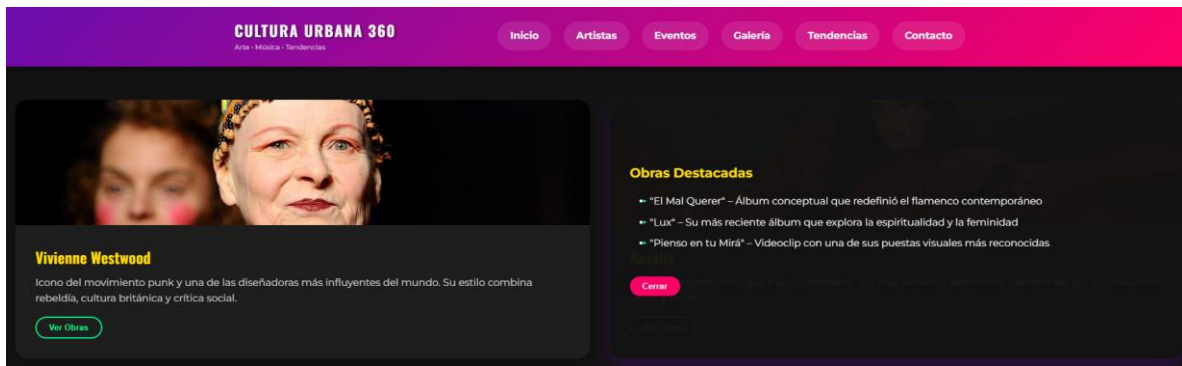 CULTURA URBANA 360
Arte - Música - Tendencias
Inicio
Artistas
Eventos
Galería
Tendencias
Contacto
Vivienne Westwood
Icono del movimiento punk y una de las diseñadoras más influyentes del mundo. Su estilo combina
rebeldía, cultura británica y crítica social.
Ver Obras
Obras Destacadas
"El Mal Querer" – Álbum conceptual que redefinió el flamenco contemporáneo
"Lux" – Su más reciente álbum que explora la espiritualidad y la feminidad
"Pienso en tu Mirá" – Videoclip con una de sus puestas visuales más reconocidas
Rosalía
Cerrar
Ver Obras